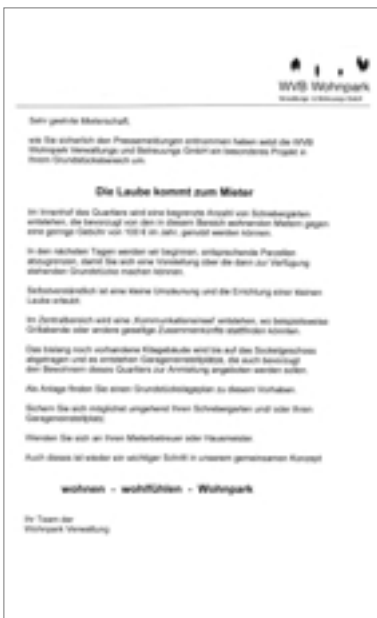 WVB Wohnpark
Sehr geehrte Mieterschaft,
wie Sie sicherlich den Pressemeldungen entnommen haben setzt die WVB
Wohnpark Verwaltungs und Betreuungs GmbH ein besonderes Projekt in
Ihrem Grundstücksbereich um:
Die Laube kommt zum Mieter
Im Innenhof des Quartiers wird eine begrenzte Anzahl von Schrebergärten
entstehen, die bevorzugt von den in diesem Bereich wohnenden Mietern gegen
eine geringe Gebühr von 100 € im Jahr, genutzt werden können.
In den nächsten Tagen werden wir beginnen, entsprechende Parzellen
abzugrenzen, damit Sie sich eine Vorstellung über die dann zur Verfügung
stehenden Grundstücke machen können.
Selbstverständlich ist eine kleine Umzäunung und die Errichtung einer kleinen
Laube erlaubt.
Im Zentralbereich wird eine „Kommunikationsinsel“ entstehen, wo beispielsweise
Grillabende oder andere gesellige Zusammenkünfte stattfinden könnten.
Das bislang noch vorhandene Kitagebäude wird bis auf das Sockelgeschoss
abgetragen und es entstehen Garageneinstellplätze, die auch bevorzugt
den Bewohnern dieses Quartiers zur Anmietung angeboten werden sollen.
Als Anlage finden Sie einen Grundstückslageplan zu diesem Vorhaben.
Sichern Sie sich möglichst umgehend Ihren Schrebergarten und/ oder Ihren
Garageneinstellplatz.
Wenden Sie sich an Ihren Mieterbetreuer oder Hausmeister.
Auch dieses ist wieder ein wichtiger Schritt in unserem gemeinsamen Konzept
wohnen - wohlfühlen - Wohnpark
Ihr Team der
Wohnpark Verwaltung